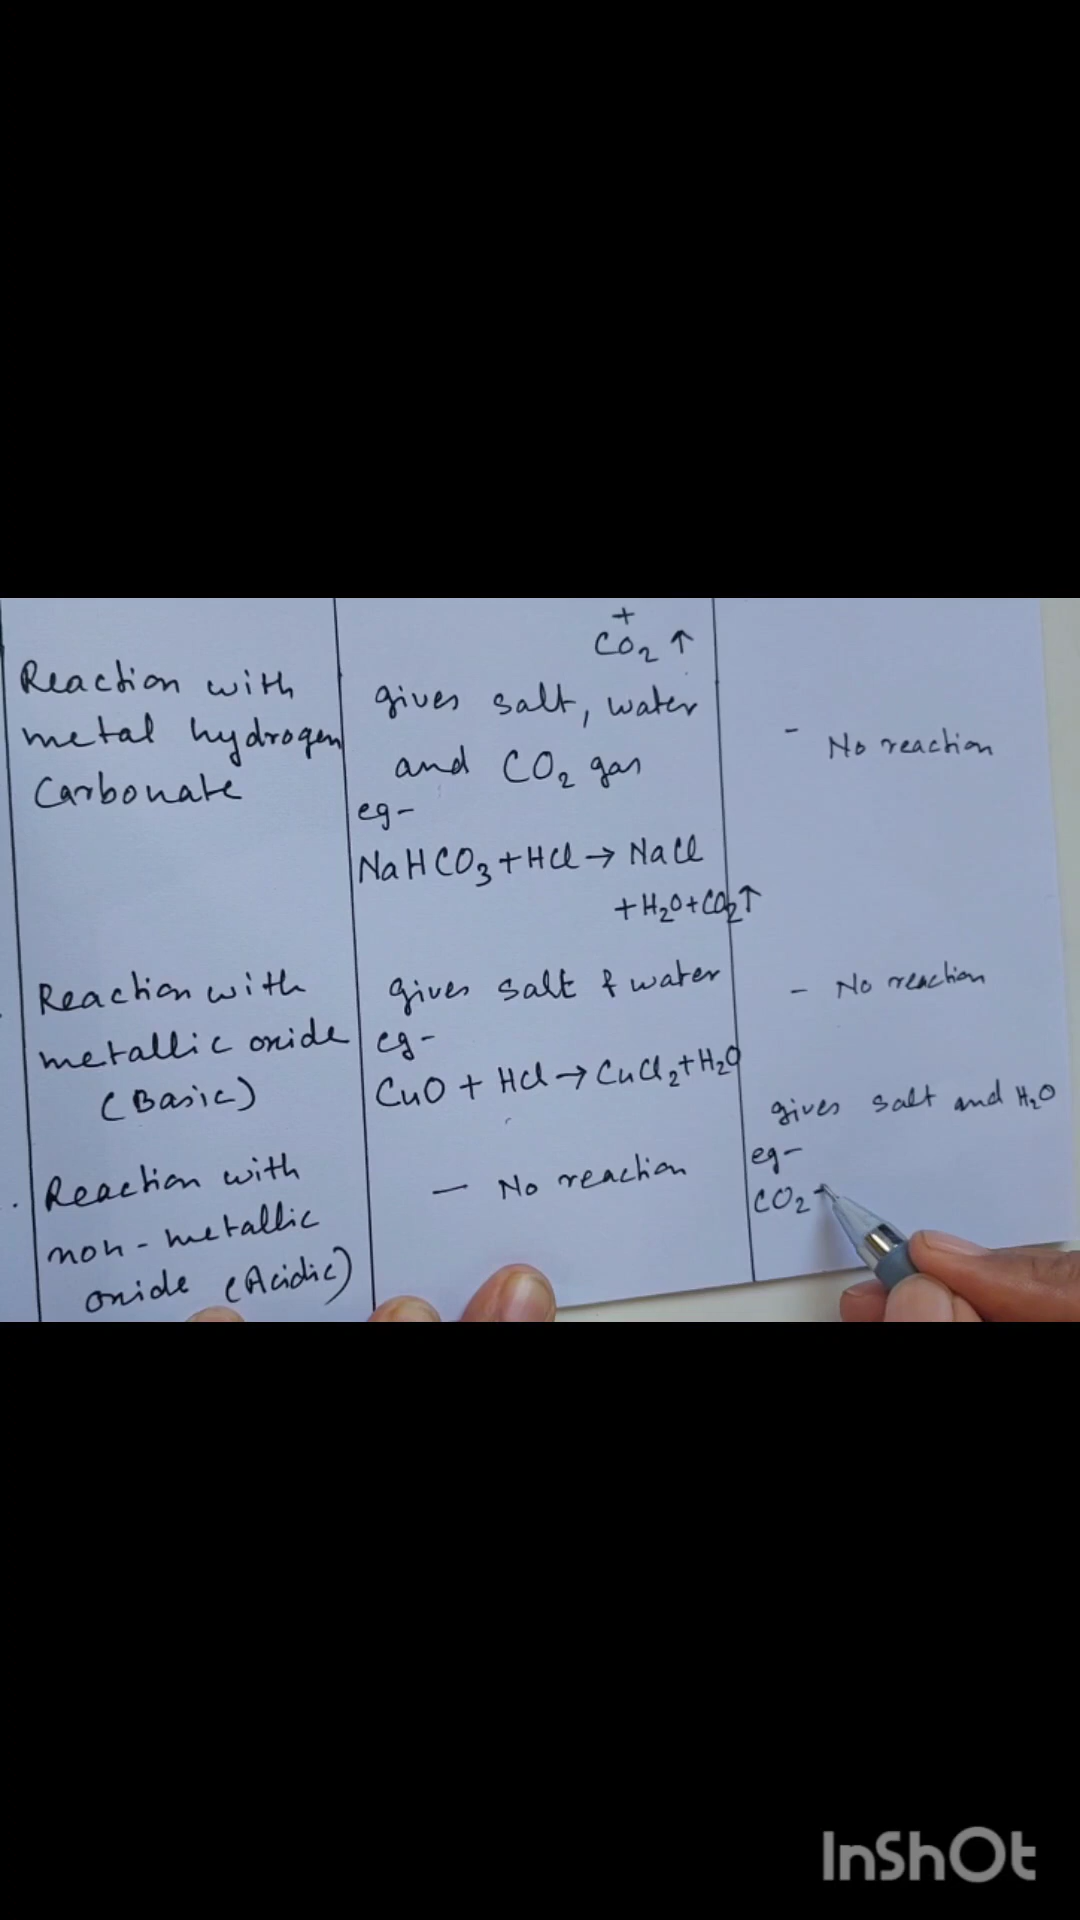 +
CO2 ↑
Reaction with
metal hydrogen
Carbonate
gives salt, water
and CO2 gas
eg-
NaHCO3 + HCl → NaCl
+ H2O + CO2 ↑
- No reaction
Reaction with
metallic oxide
(Basic)
gives salt & water
eg-
CuO + HCl → CuCl2 + H2O
- No reaction
Reaction with
non-metallic
oxide (Acidic)
- No reaction
gives salt and H2O
eg-
CO2 +
InShOt